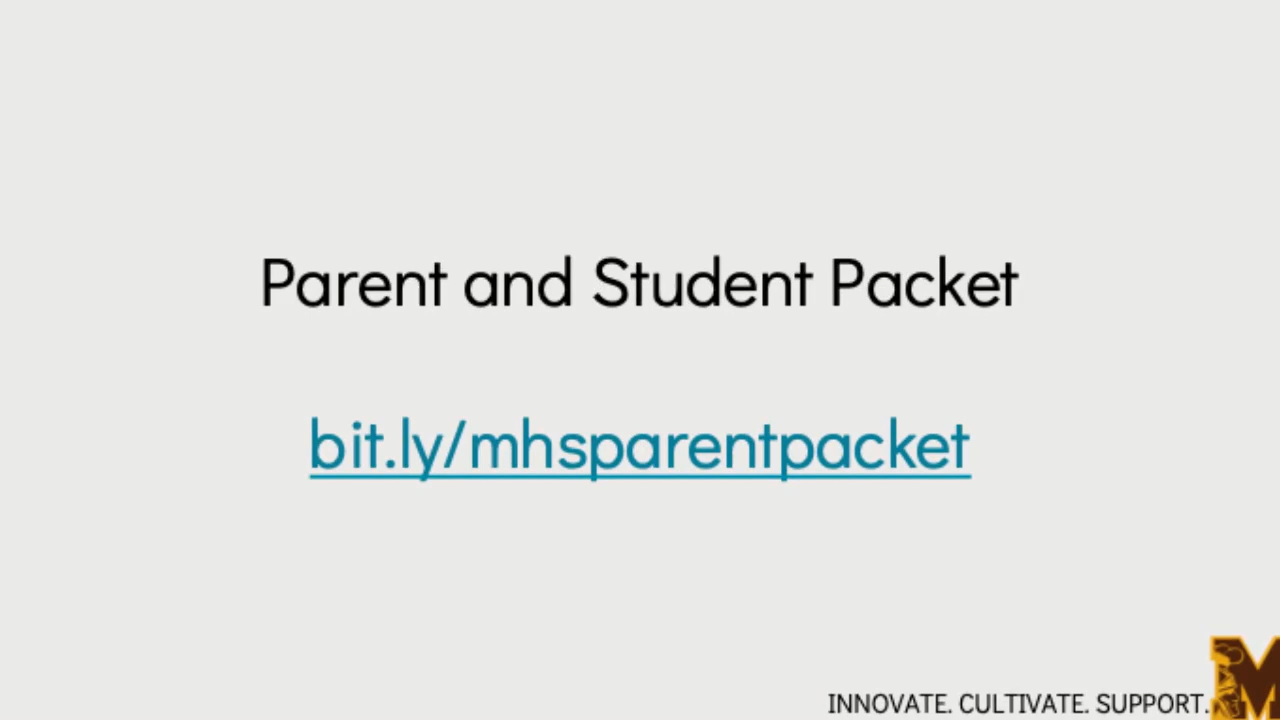 Parent and Student Packet
bit.ly/mhsparentpacket
INNOVATE. CULTIVATE. SUPPORT.
M